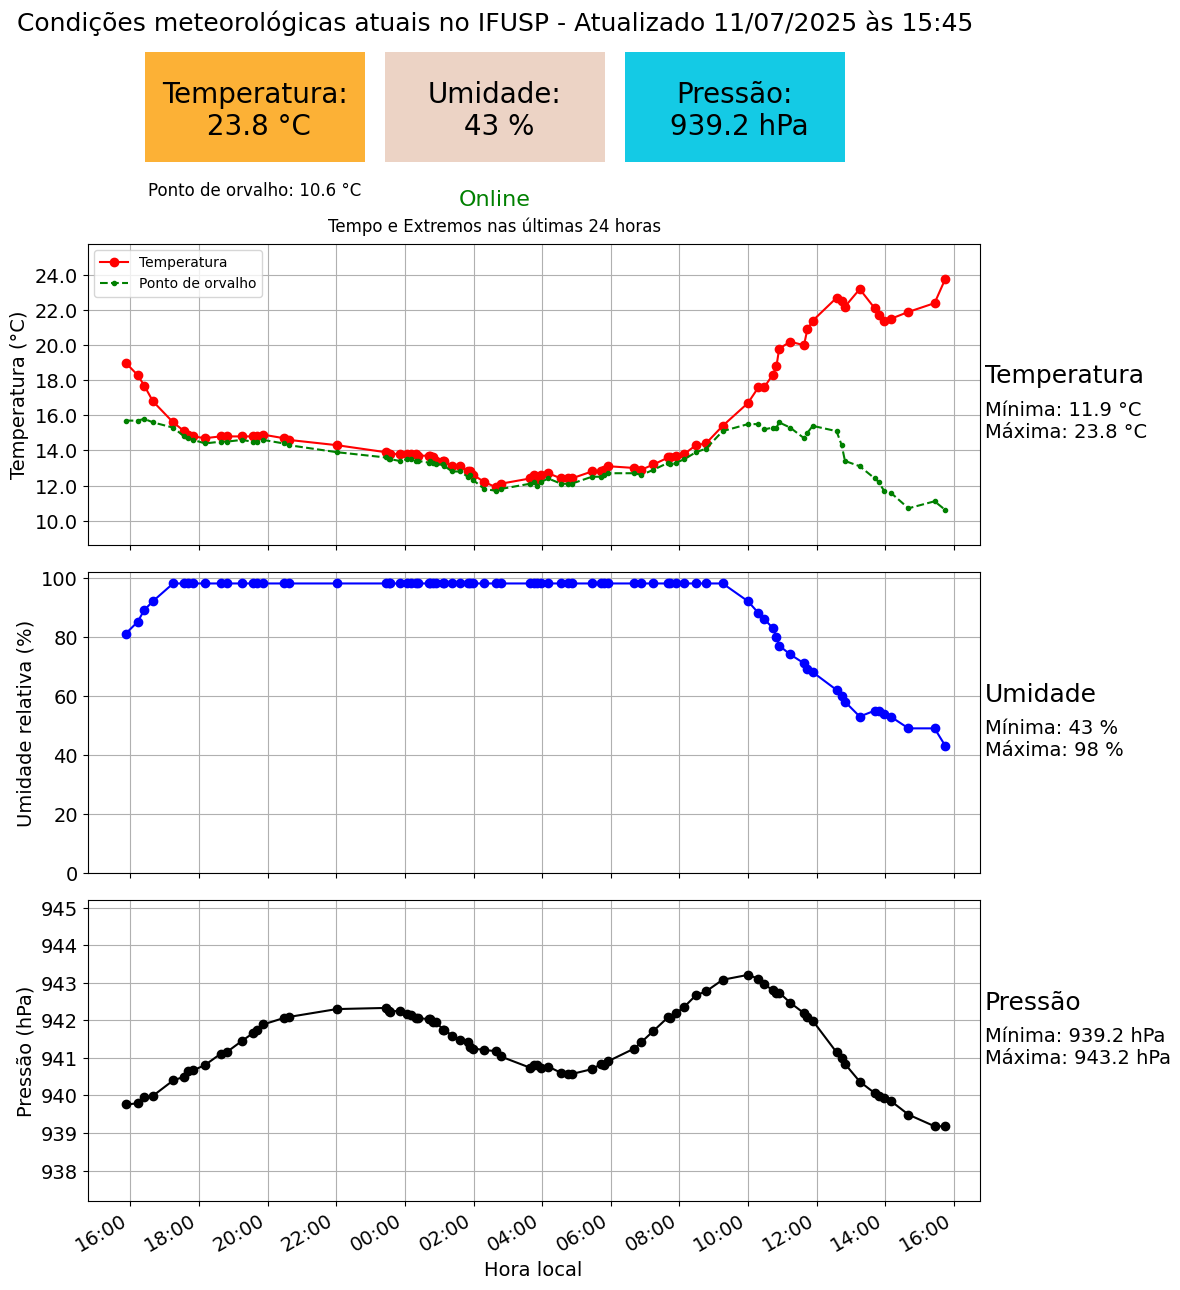 Condições meteorológicas atuais no IFUSP - Atualizado 11/07/2025 às 15:45
Temperatura:
23.8 °C
Umidade:
43 %
Pressão:
939.2 hPa
Ponto de orvalho: 10.6 °C
Online
Tempo e Extremos nas últimas 24 horas
Temperatura
Ponto de orvalho
Temperatura (°C)
24.0
22.0
20.0
18.0
16.0
14.0
12.0
10.0
Temperatura
Mínima: 11.9 °C
Máxima: 23.8 °C
Umidade relativa (%)
100
80
60
40
20
0
Umidade
Mínima: 43 %
Máxima: 98 %
Pressão (hPa)
945
944
943
942
941
940
939
938
Pressão
Mínima: 939.2 hPa
Máxima: 943.2 hPa
16:00 18:00 20:00 22:00 00:00 02:00 04:00 06:00 08:00 10:00 12:00 14:00 16:00
Hora local